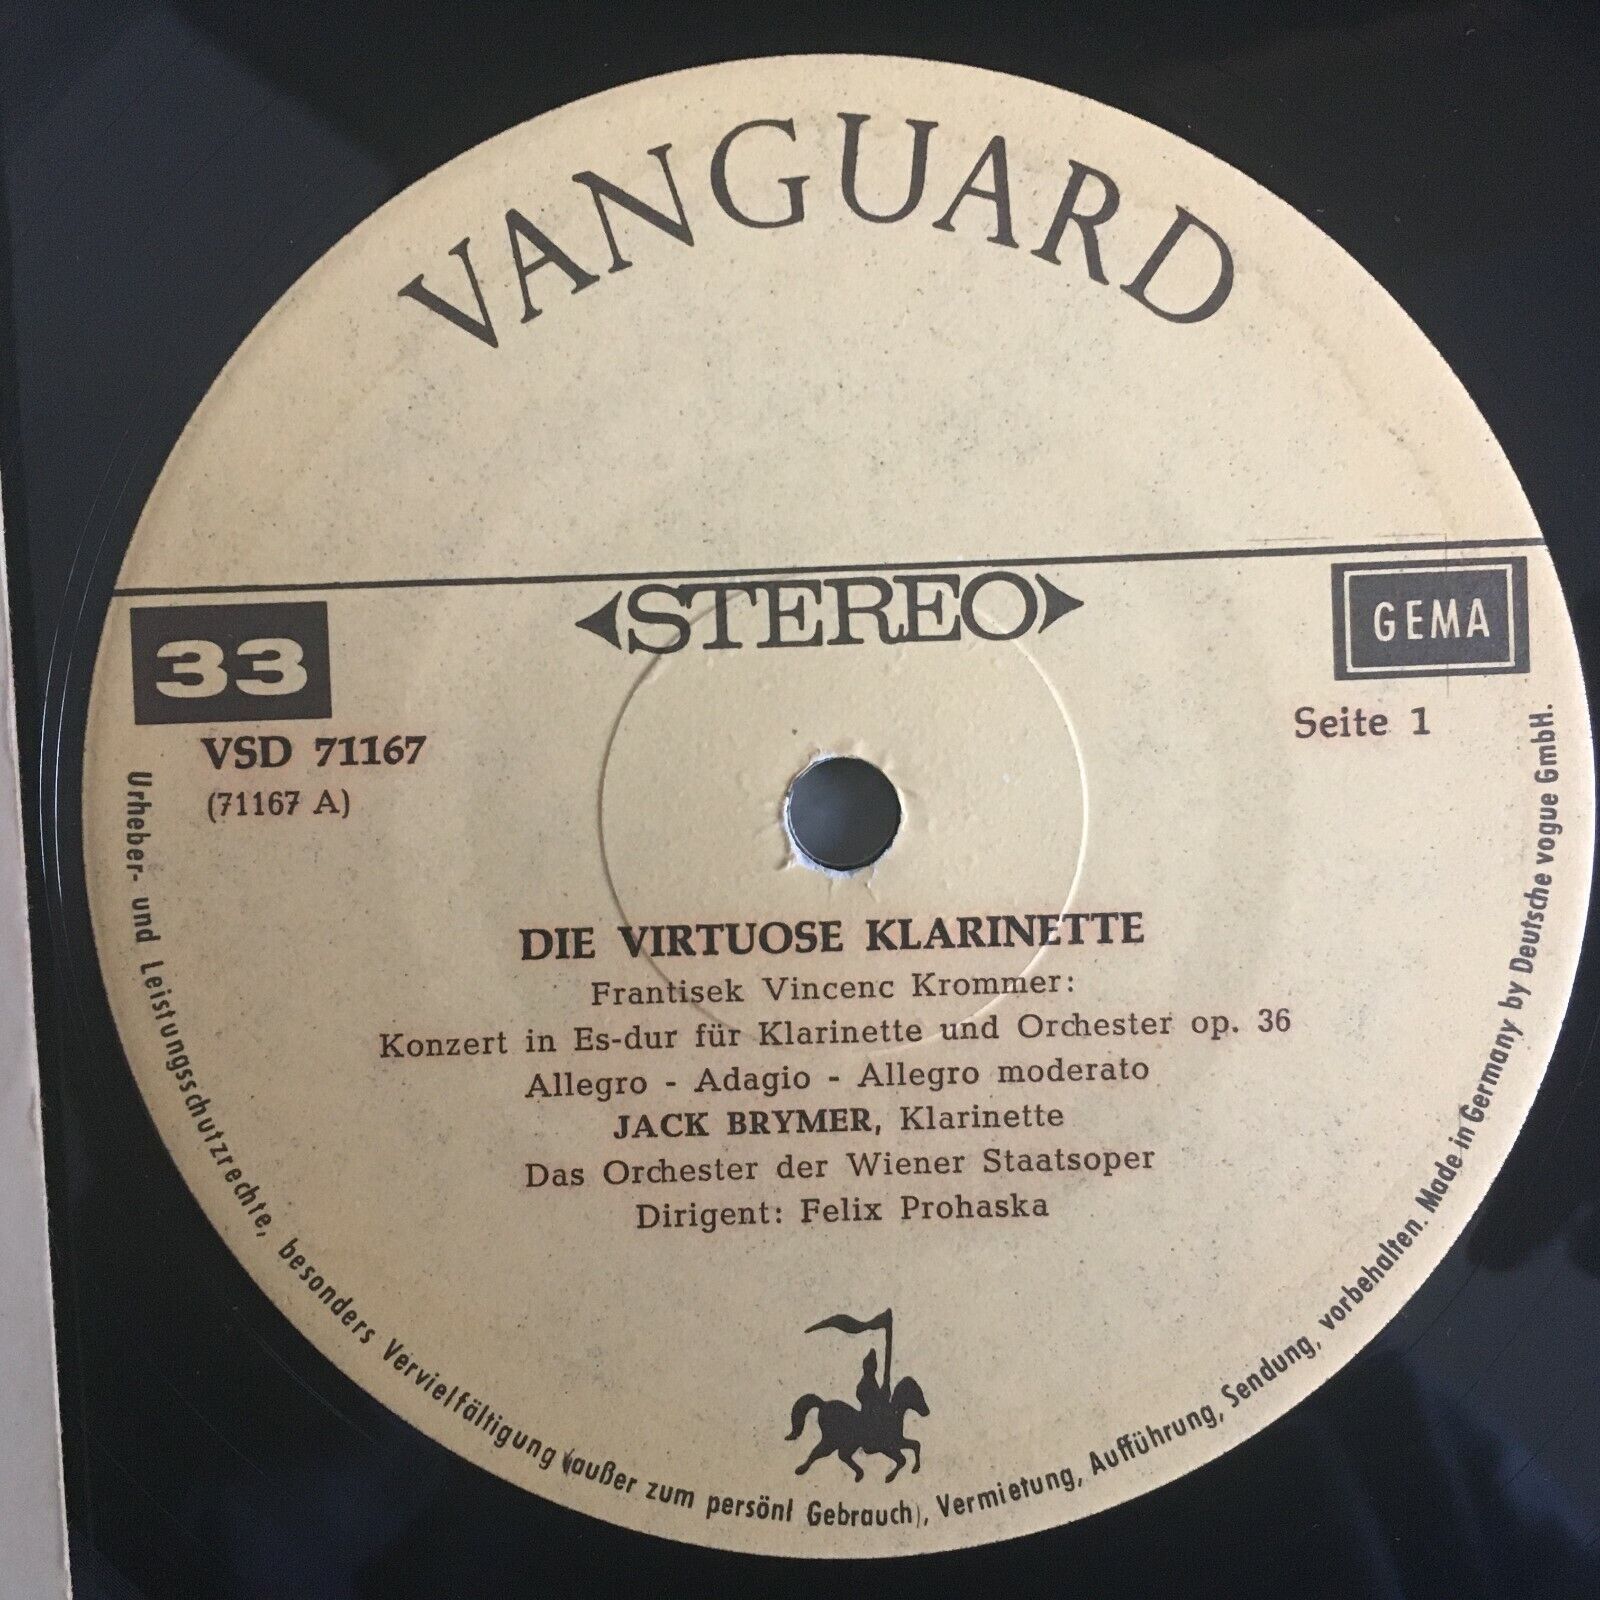 VANGUARD
STEREO
33
GEMA
VSD 71167
(71167 A)
Seite 1
DIE VIRTUOSE KLARINETTE
Frantisek Vincenc Krommer:
Konzert in Es-dur für Klarinette und Orchester op. 36
Allegro - Adagio - Allegro moderato
JACK BRYMER, Klarinette
Das Orchester der Wiener Staatsoper
Dirigent: Felix Prohaska
Urheber- und Leistungsschutzrechte, besonders Vervielfältigung (außer zum persönl Gebrauch), Vermietung, Aufführung, Sendung, vorbehalten. Made in Germany by Deutsche vogue GmbH.